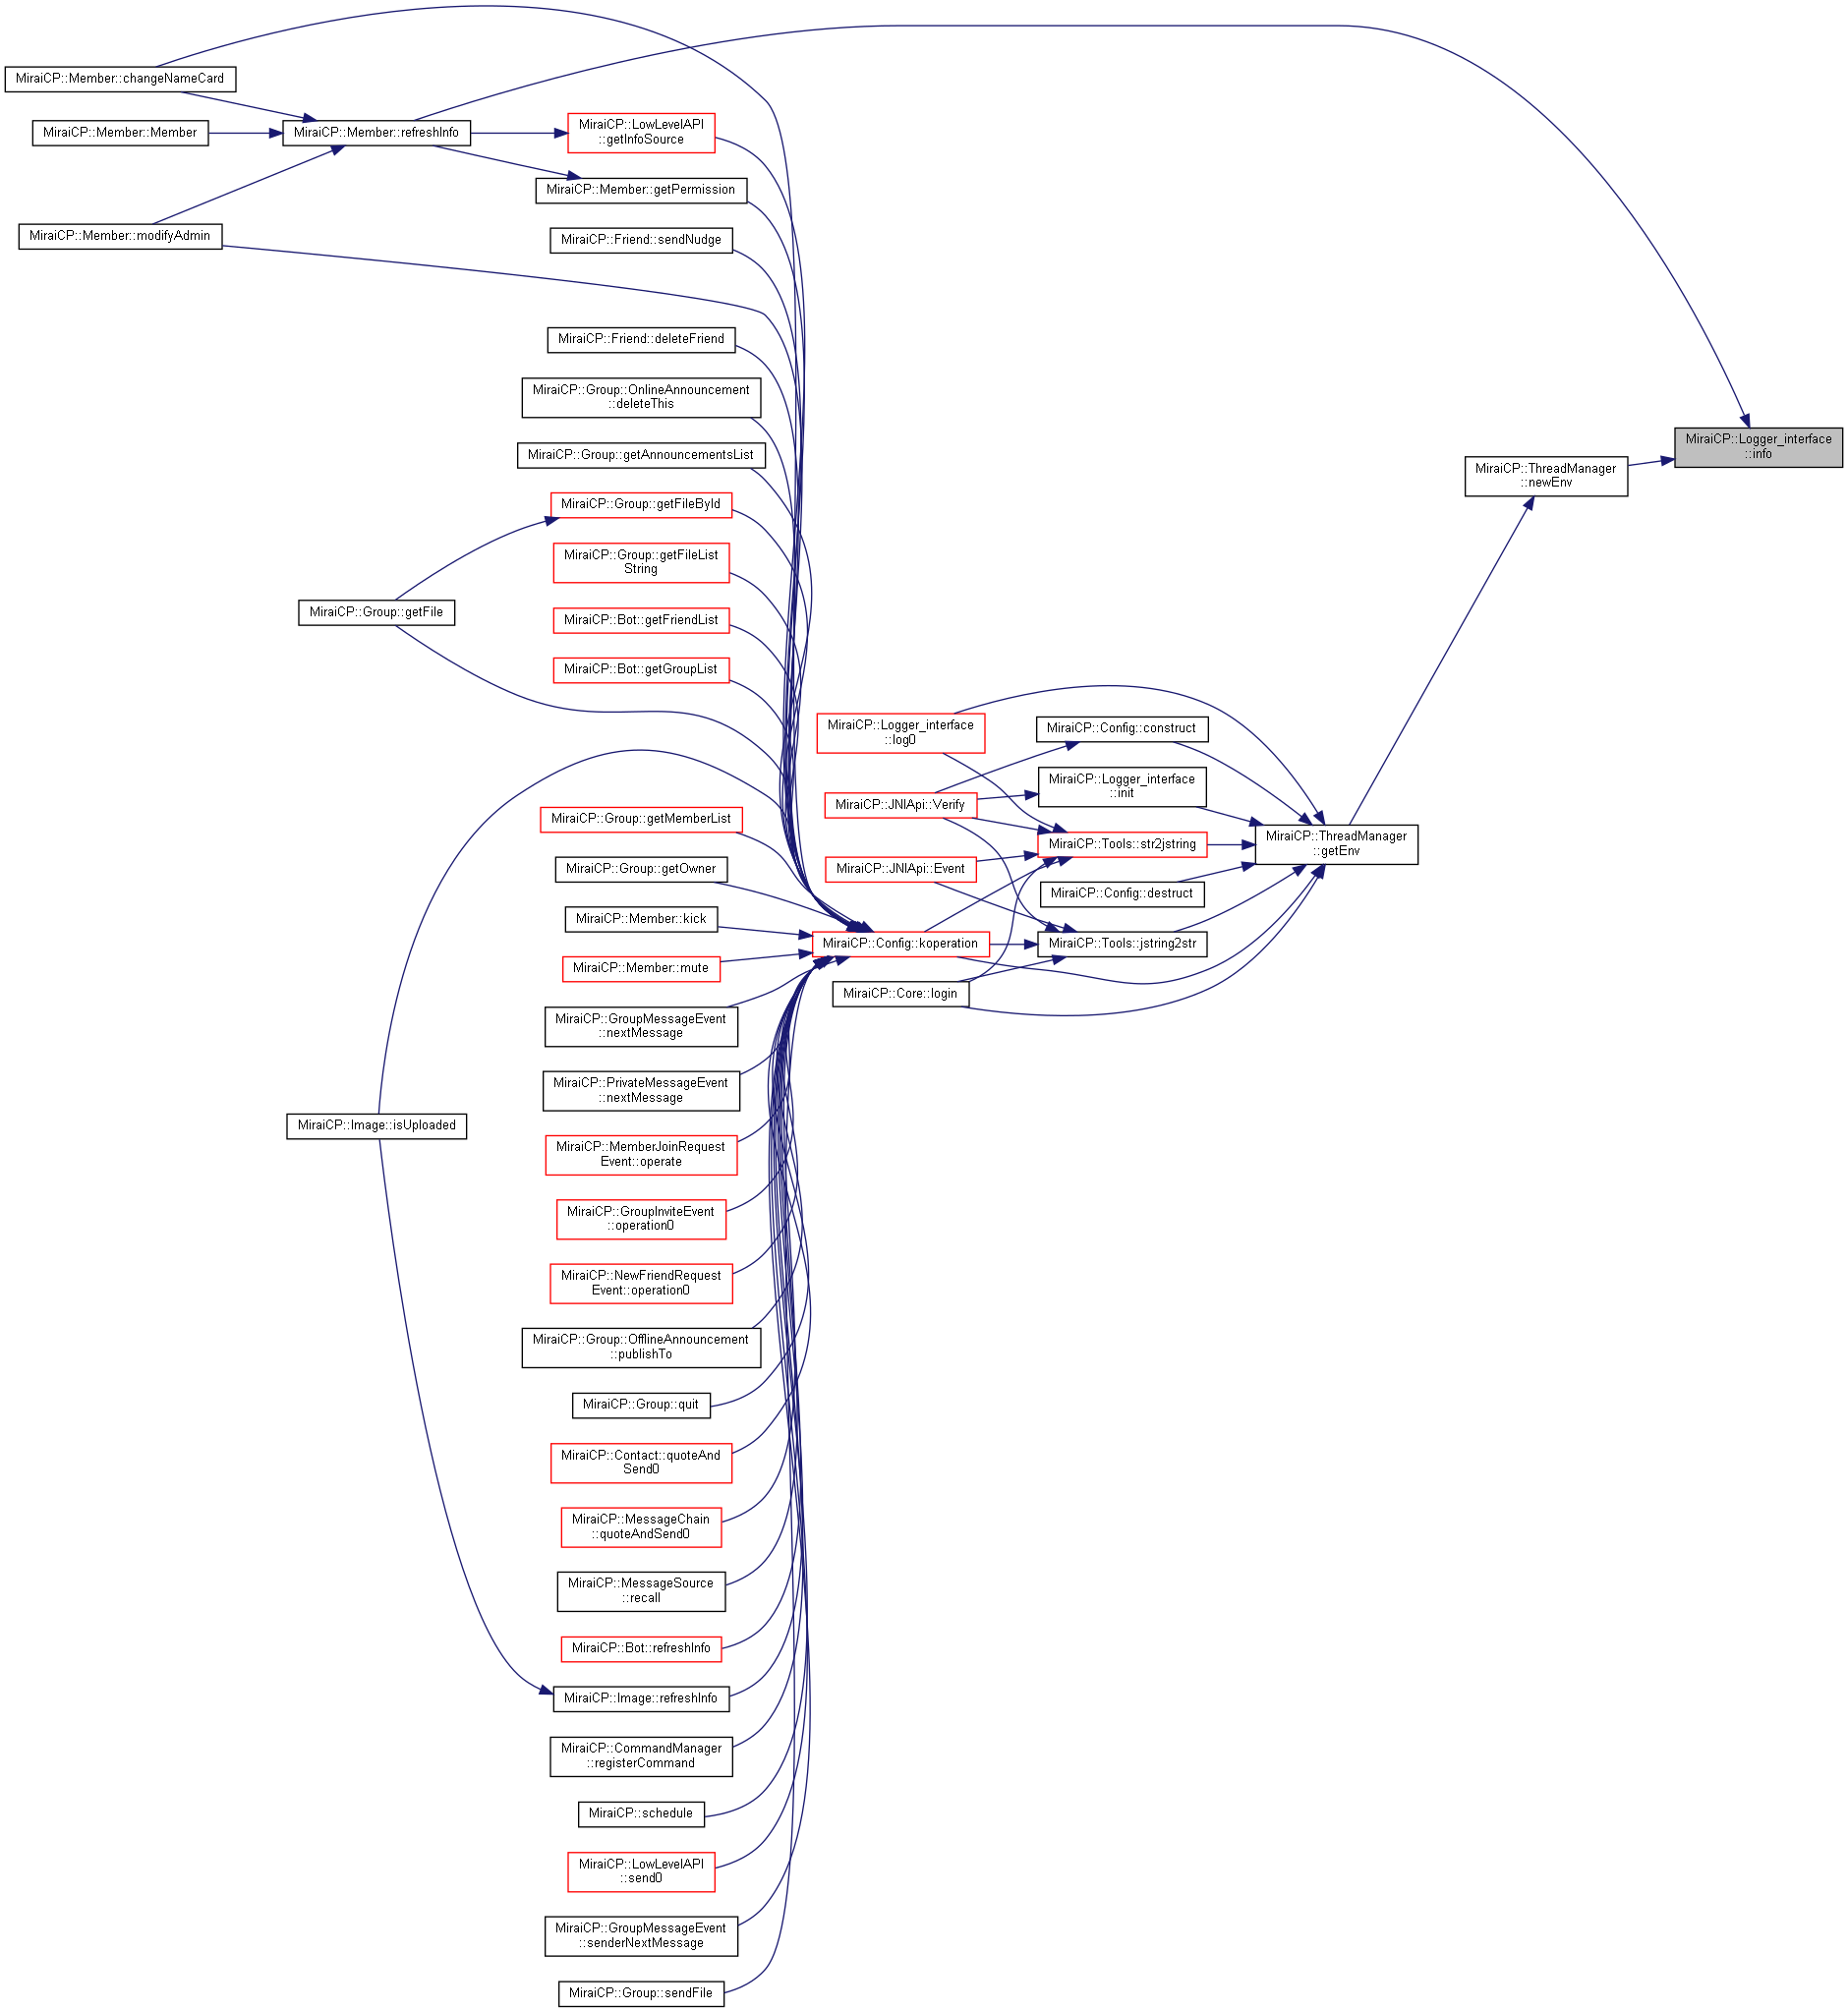 MiraiCP::Member::changeNameCard
MiraiCP::Member::Member
MiraiCP::Member::refreshInfo
MiraiCP::LowLevelAPI
::getInfoSource
MiraiCP::Member::getPermission
MiraiCP::Member::modifyAdmin
MiraiCP::Friend::sendNudge
MiraiCP::Friend::deleteFriend
MiraiCP::Group::OnlineAnnouncement
::deleteThis
MiraiCP::Group::getAnnouncementsList
MiraiCP::Logger_interface
::info
MiraiCP::ThreadManager
::newEnv
MiraiCP::Group::getFileById
MiraiCP::Group::getFileList
String
MiraiCP::Group::getFile
MiraiCP::Bot::getFriendList
MiraiCP::Bot::getGroupList
MiraiCP::Logger_interface
::log0
MiraiCP::Config::construct
MiraiCP::Logger_interface
::init
MiraiCP::JNIApi::Verify
MiraiCP::Group::getMemberList
MiraiCP::Tools::str2jstring
MiraiCP::ThreadManager
::getEnv
MiraiCP::Group::getOwner
MiraiCP::JNIApi::Event
MiraiCP::Config::destruct
MiraiCP::Member::kick
MiraiCP::Config::koperation
MiraiCP::Tools::jstring2str
MiraiCP::Member::mute
MiraiCP::Core::login
MiraiCP::GroupMessageEvent
::nextMessage
MiraiCP::PrivateMessageEvent
::nextMessage
MiraiCP::Image::isUploaded
MiraiCP::MemberJoinRequest
Event::operate
MiraiCP::GroupInviteEvent
::operation0
MiraiCP::NewFriendRequest
Event::operation0
MiraiCP::Group::OfflineAnnouncement
::publishTo
MiraiCP::Group::quit
MiraiCP::Contact::quoteAnd
Send0
MiraiCP::MessageChain
::quoteAndSend0
MiraiCP::MessageSource
::recall
MiraiCP::Bot::refreshInfo
MiraiCP::Image::refreshInfo
MiraiCP::CommandManager
::registerCommand
MiraiCP::schedule
MiraiCP::LowLevelAPI
::send0
MiraiCP::GroupMessageEvent
::senderNextMessage
MiraiCP::Group::sendFile